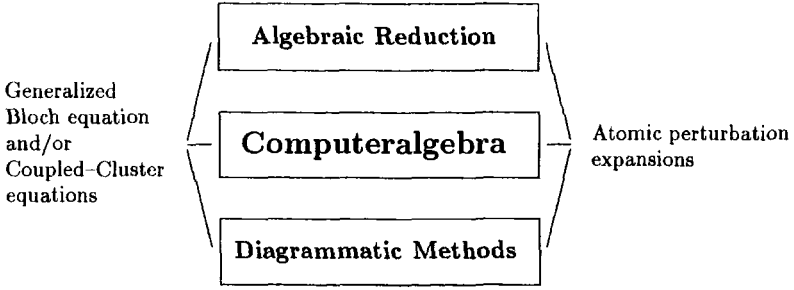 Algebraic Reduction
Generalized
Bloch equation
and/or
Coupled–Cluster
equations
Computeralgebra
Atomic perturbation
expansions
Diagrammatic Methods